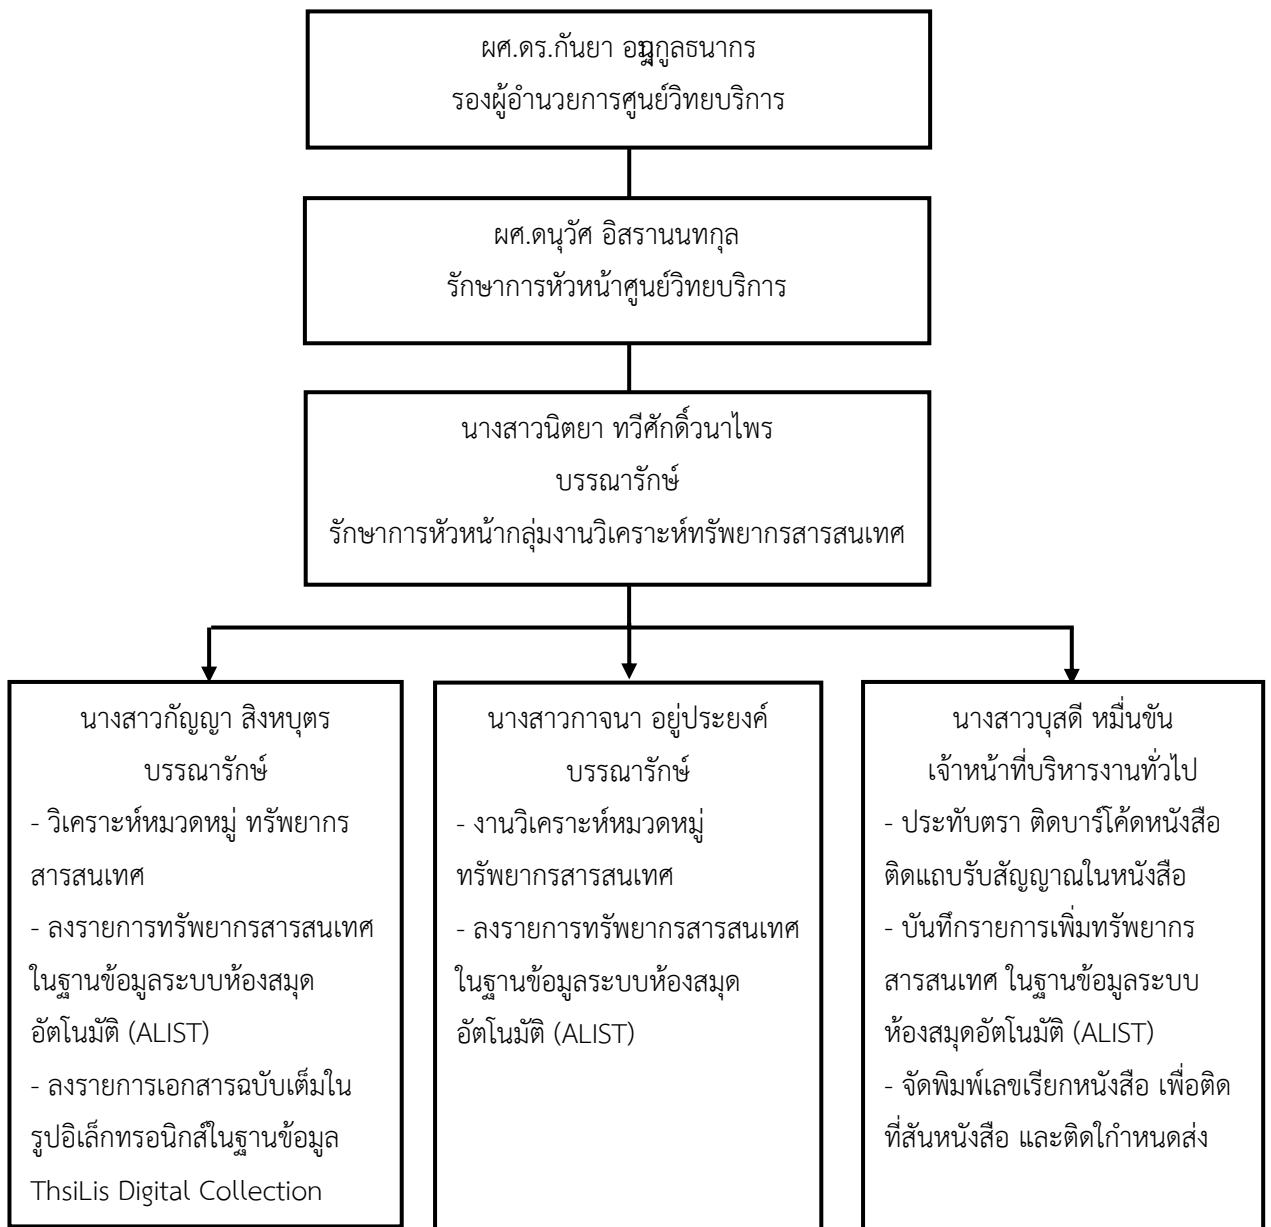 ผศ.ดร.กันยา
รองผู้อำนวยการศูนย์วิทยบริการ
ผศ.ดนุวัศ อิสรานนทกุล
รักษาการหัวหน้าศูนย์วิทยบริการ
นางสาวนิตยา ทวีศักดิ์วนาไพร
บรรณารักษ์
รักษาการหัวหน้ากลุ่มงานวิเคราะห์ทรัพยากรสารสนเทศ
นางสาวกัญญา สิงหบุตร
บรรณารักษ์
- วิเคราะห์หมวดหมู่ ทรัพยากร
สารสนเทศ
- ลงรายการทรัพยากรสารสนเทศ
ในฐานข้อมูลระบบห้องสมุด
อัตโนมัติ (ALIST)
- ลงรายการเอกสารฉบับเต็มใน
รูปอิเล็กทรอนิกส์ในฐานข้อมูล
ThsiLis Digital Collection
นางสาวกาจนา อยู่ประยงค์
บรรณารักษ์
- งานวิเคราะห์หมวดหมู่
ทรัพยากรสารสนเทศ
- ลงรายการทรัพยากรสารสนเทศ
ในฐานข้อมูลระบบห้องสมุด
อัตโนมัติ (ALIST)
นางสาวบุสดี หมื่นขัน
เจ้าหน้าที่บริหารงานทั่วไป
- ประทับตรา ติดบาร์โค้ดหนังสือ
ติดแถบรับสัญญาณในหนังสือ
- บันทึกรายการเพิ่มทรัพยากร
สารสนเทศ ในฐานข้อมูลระบบ
ห้องสมุดอัตโนมัติ (ALIST)
- จัดพิมพ์เลขเรียกหนังสือ เพื่อติด
ที่สันหนังสือ และติดใกำหนดส่ง